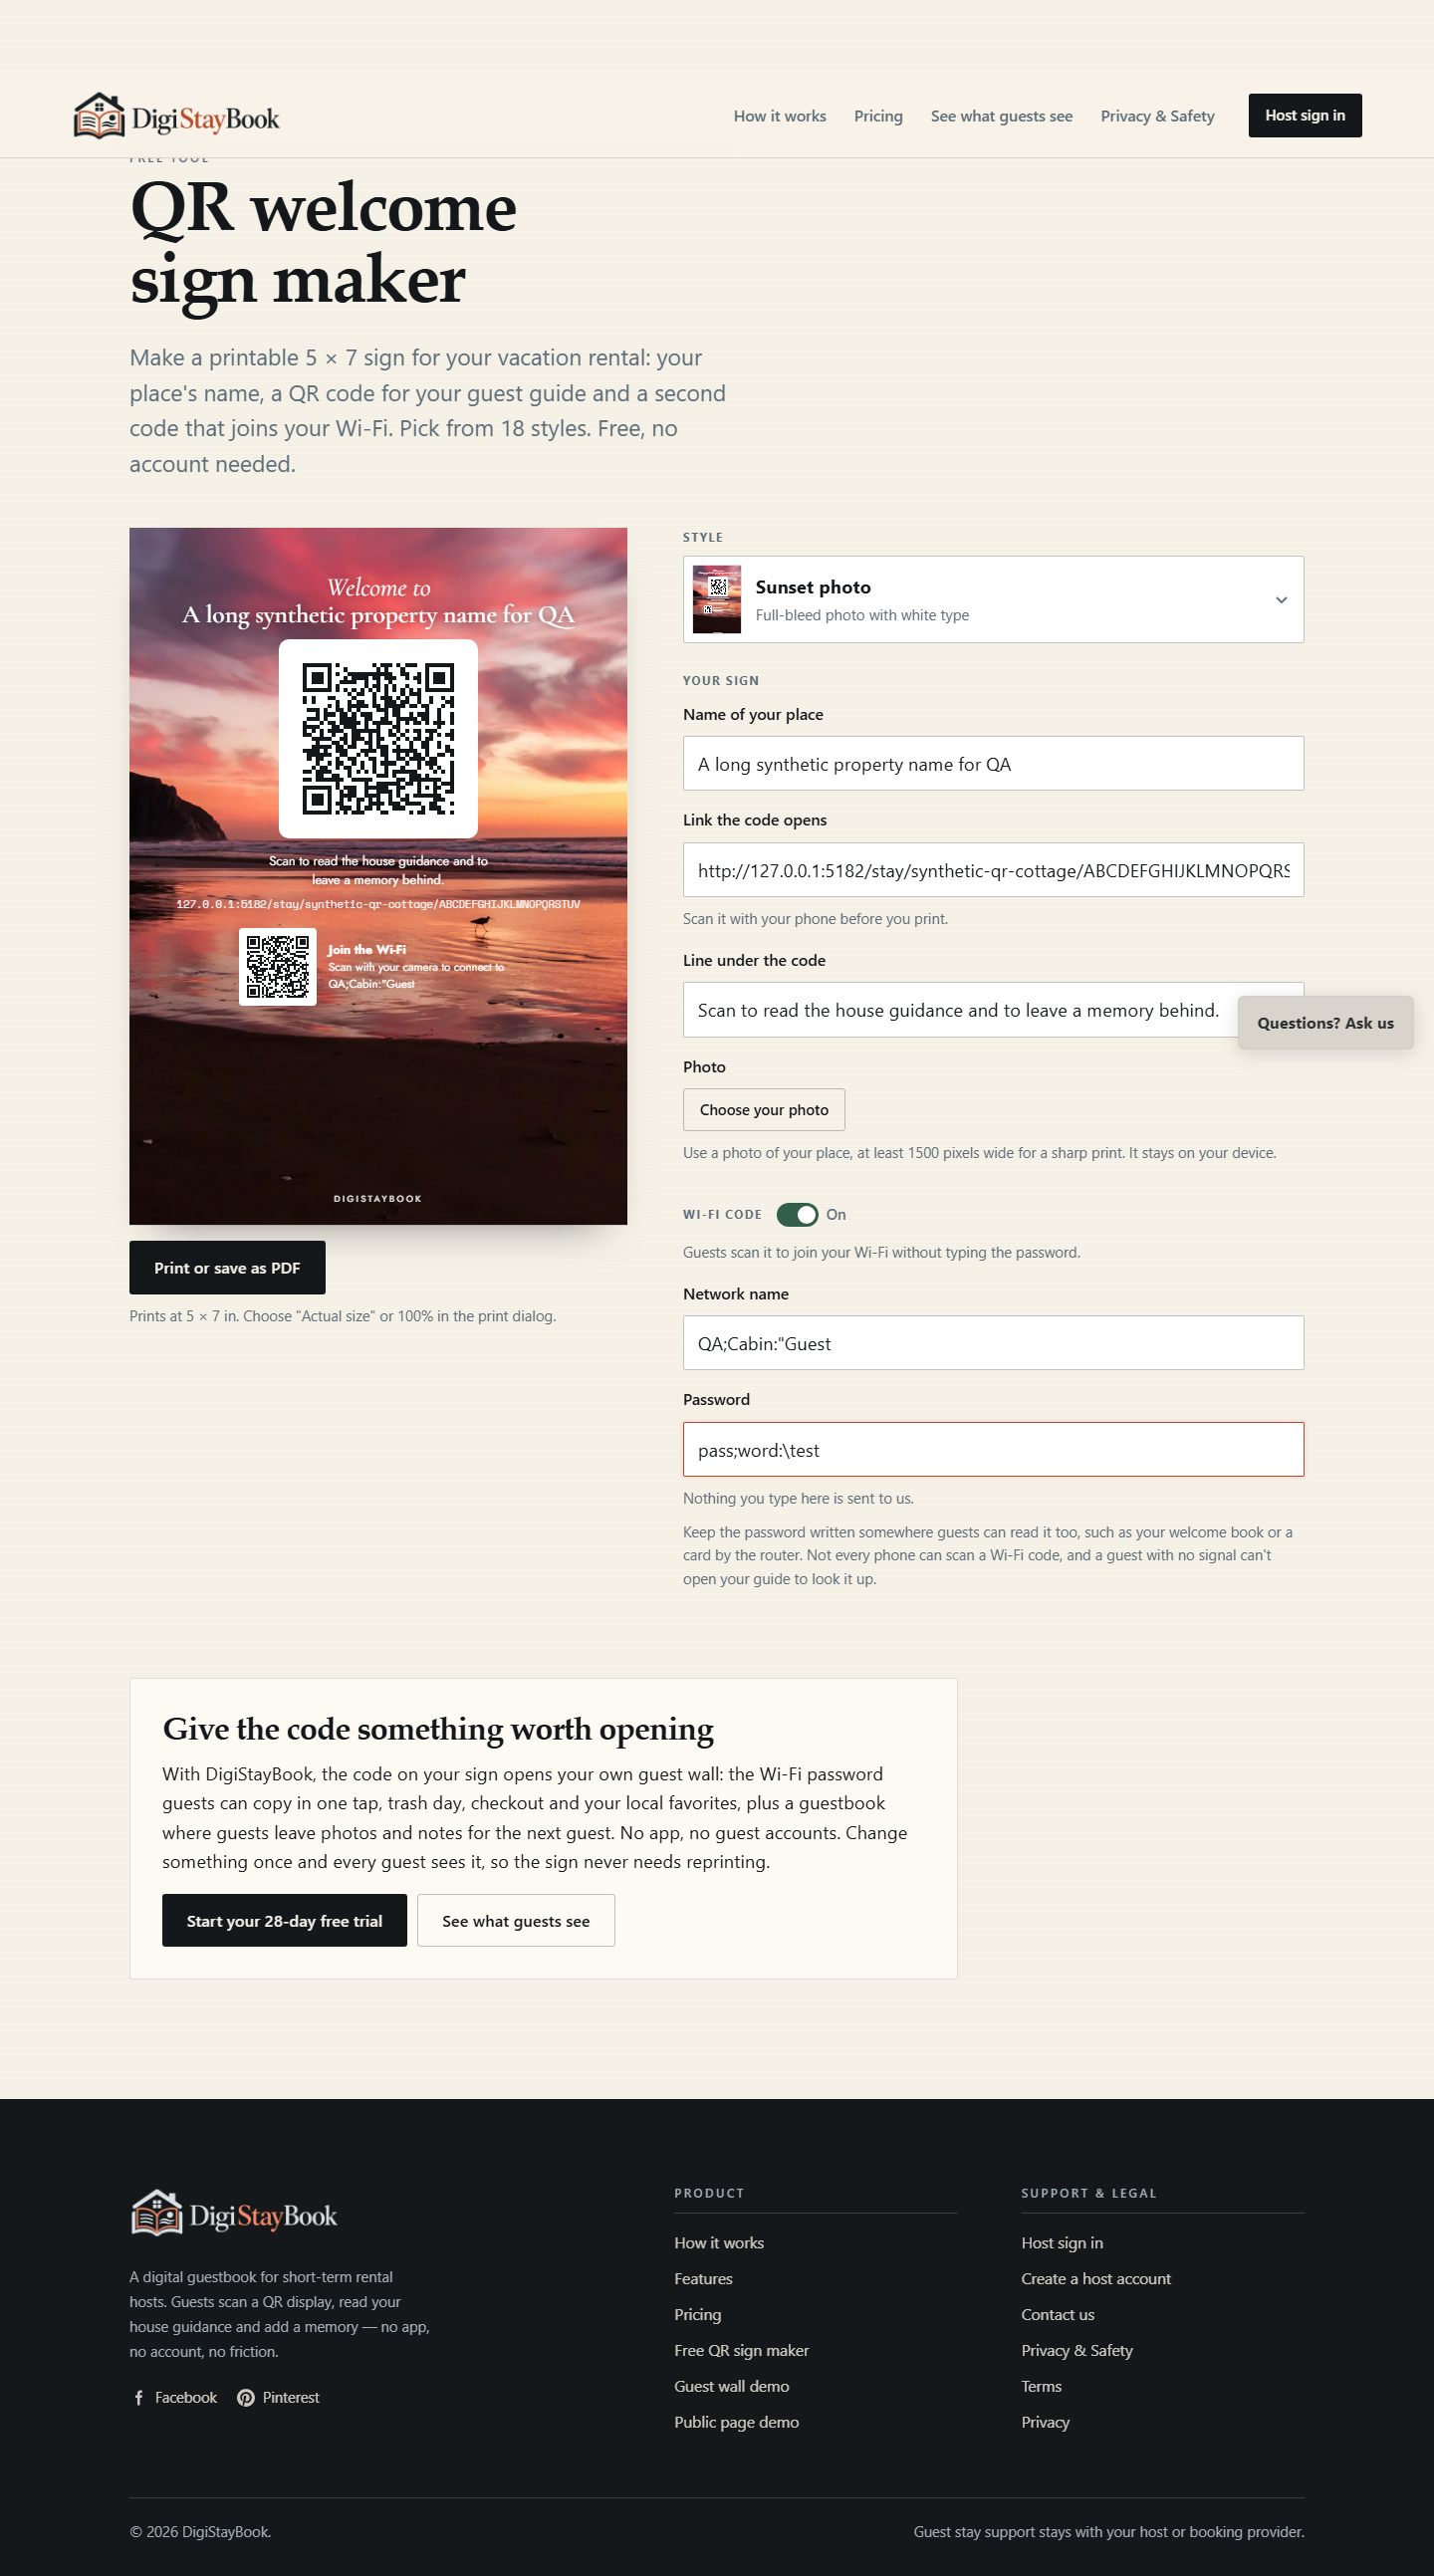 DigiStayBook
How it works
Pricing
See what guests see
Privacy & Safety
Host sign in
FREE TOOL
QR welcome
sign maker
Make a printable 5 × 7 sign for your vacation rental: your
place's name, a QR code for your guest guide and a second
code that joins your Wi-Fi. Pick from 18 styles. Free, no
account needed.
Welcome to
A long synthetic property name for QA
Scan to read the house guidance and to
leave a memory behind.
127.0.0.1:5182/stay/synthetic-qr-cottage/ABCDEFGHIJKLMNOPQRSTUV
Join the Wi-Fi
Scan with your camera to connect to
QA;Cabin:"Guest
DIGISTAYBOOK
Print or save as PDF
Prints at 5 × 7 in. Choose "Actual size" or 100% in the print dialog.
STYLE
Sunset photo
Full-bleed photo with white type
YOUR SIGN
Name of your place
A long synthetic property name for QA
Link the code opens
http://127.0.0.1:5182/stay/synthetic-qr-cottage/ABCDEFGHIJKLMNOPQRS
Scan it with your phone before you print.
Line under the code
Scan to read the house guidance and to leave a memory behind.
Questions? Ask us
Photo
Choose your photo
Use a photo of your place, at least 1500 pixels wide for a sharp print. It stays on your device.
WI-FI CODE
On
Guests scan it to join your Wi-Fi without typing the password.
Network name
QA;Cabin:"Guest
Password
pass;word:\test
Nothing you type here is sent to us.
Keep the password written somewhere guests can read it too, such as your welcome book or a
card by the router. Not every phone can scan a Wi-Fi code, and a guest with no signal can't
open your guide to look it up.
Give the code something worth opening
With DigiStayBook, the code on your sign opens your own guest wall: the Wi-Fi password
guests can copy in one tap, trash day, checkout and your local favorites, plus a guestbook
where guests leave photos and notes for the next guest. No app, no guest accounts. Change
something once and every guest sees it, so the sign never needs reprinting.
Start your 28-day free trial
See what guests see
DigiStayBook
A digital guestbook for short-term rental
hosts. Guests scan a QR display, read your
house guidance and add a memory — no app,
no account, no friction.
Facebook
Pinterest
PRODUCT
How it works
Features
Pricing
Free QR sign maker
Guest wall demo
Public page demo
SUPPORT & LEGAL
Host sign in
Create a host account
Contact us
Privacy & Safety
Terms
Privacy
© 2026 DigiStayBook.
Guest stay support stays with your host or booking provider.